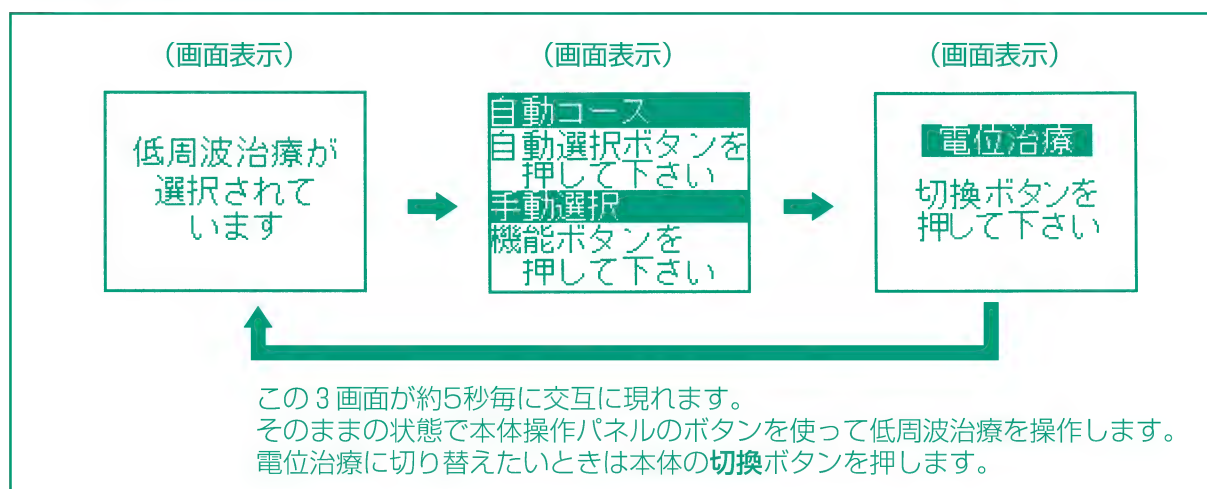 (画面表示)
低周波治療が
選択されて
います
(画面表示)
自動コース
自動選択ボタンを
押して下さい
手動選択
機能ボタンを
押して下さい
(画面表示)
電位治療
切換ボタンを
押して下さい
この3画面が約5秒毎に交互に現れます。
そのままの状態で本体操作パネルのボタンを使って低周波治療を操作します。
電位治療に切り替えたいときは本体の切換ボタンを押します。